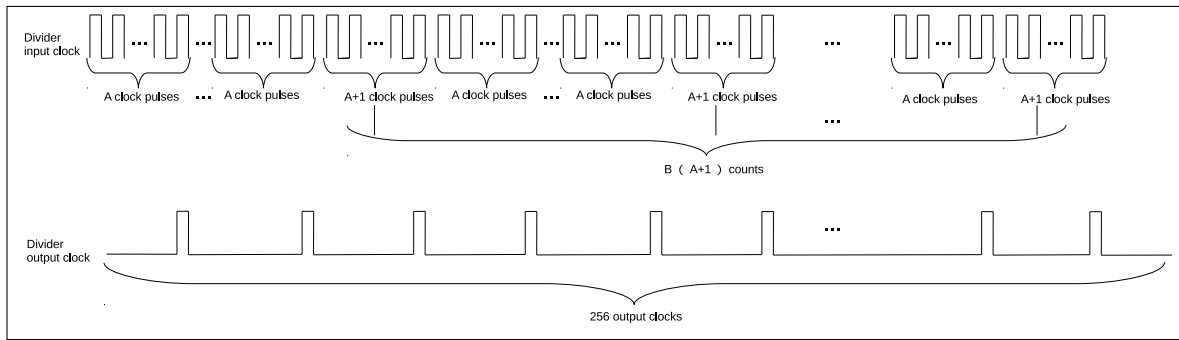 Divider
input clock
... ... ... ... ... ... ... ... ... ...
A clock pulses ... A clock pulses A+1 clock pulses A clock pulses ... A clock pulses A+1 clock pulses A clock pulses A+1 clock pulses
...
B ( A+1 ) counts
Divider
output clock
...
256 output clocks